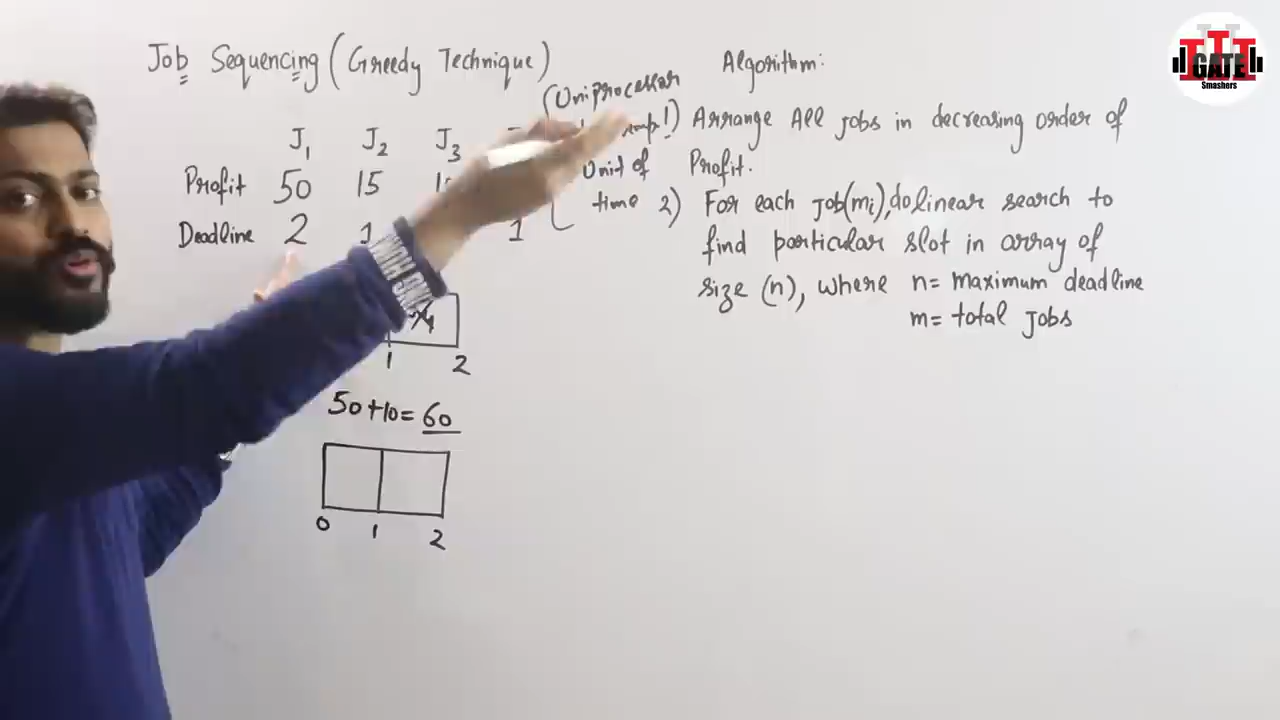 Job Sequencing (Greedy Technique)
J1 J2 J3
Profit 50 15
Deadline 2 1 1
(Uniprocessor
Unit of
time
1 2
50+10= 60
0 1 2
Algorithm:
1) Arrange All jobs in decreasing order of
Profit.
2) For each job(mi), do linear search to
find particular slot in array of
size (n), where n= maximum deadline
m= total jobs
GATE
Smashers